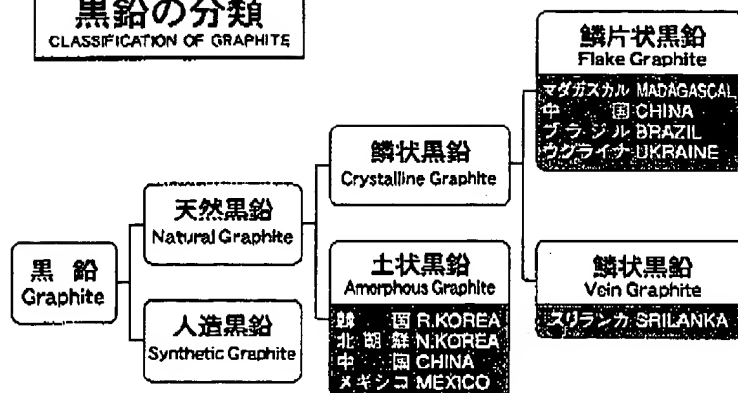 黒鉛の分類
CLASSIFICATION OF GRAPHITE
黒 鉛
Graphite
天然黒鉛
Natural Graphite
人造黒鉛
Synthetic Graphite
鱗状黒鉛
Crystalline Graphite
土状黒鉛
Amorphous Graphite
韓 国 R.KOREA
北 朝 鮮 N.KOREA
中 国 CHINA
メキシコ MEXICO
鱗片状黒鉛
Flake Graphite
マダガスカル MADAGASCAL
中 国 CHINA
ブラジル BRAZIL
ウクライナ UKRAINE
鱗状黒鉛
Vein Graphite
スリランカ SRILANKA